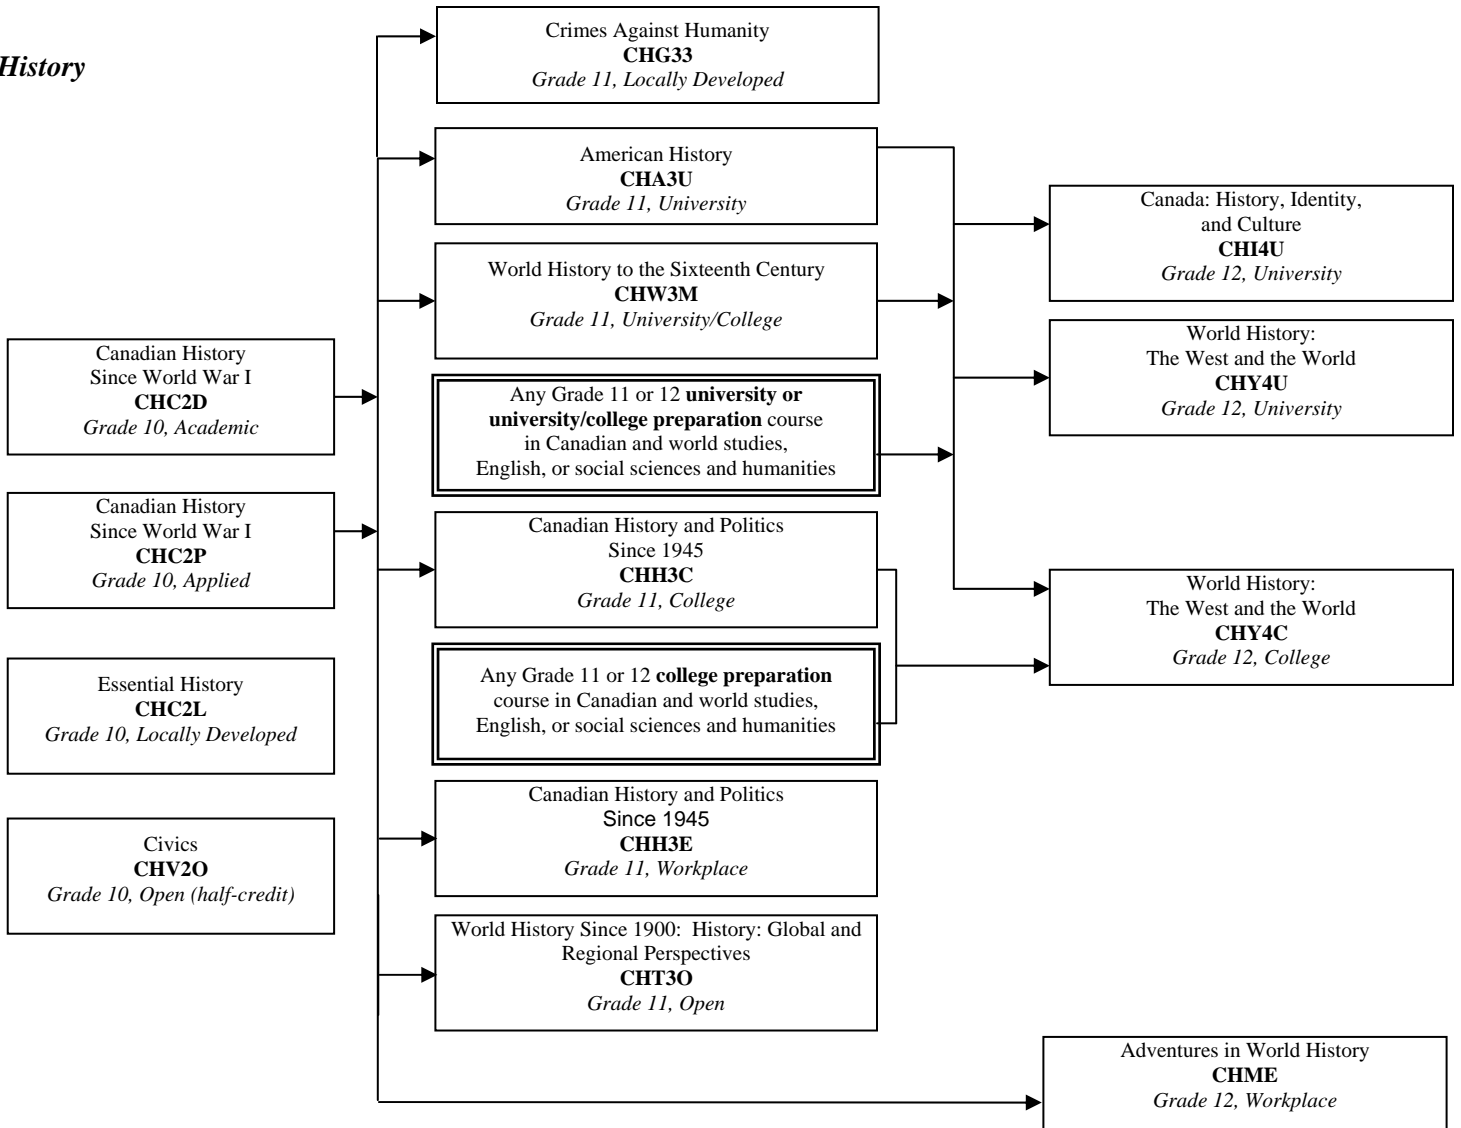 History
Crimes Against Humanity
CHG33
Grade 11, Locally Developed
American History
CHA3U
Grade 11, University
World History to the Sixteenth Century
CHW3M
Grade 11, University/College
Any Grade 11 or 12 university or
university/college preparation course
in Canadian and world studies,
English, or social sciences and humanities
Canadian History and Politics
Since 1945
CHH3C
Grade 11, College
Any Grade 11 or 12 college preparation
course in Canadian and world studies,
English, or social sciences and humanities
Canadian History and Politics
Since 1945
CHH3E
Grade 11, Workplace
World History Since 1900:  History: Global and
Regional Perspectives
CHT3O
Grade 11, Open
Canadian History
Since World War I
CHC2D
Grade 10, Academic
Canadian History
Since World War I
CHC2P
Grade 10, Applied
Essential History
CHC2L
Grade 10, Locally Developed
Civics
CHV2O
Grade 10, Open (half-credit)
Canada: History, Identity,
and Culture
CHI4U
Grade 12, University
World History:
The West and the World
CHY4U
Grade 12, University
World History:
The West and the World
CHY4C
Grade 12, College
Adventures in World History
CHME
Grade 12, Workplace